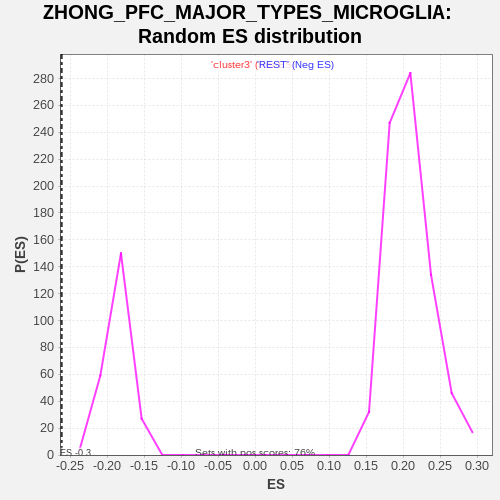 ZHONG_PFC_MAJOR_TYPES_MICROGLIA:
Random ES distribution
'cluster3' (REST' (Neg ES)
P(ES)
280
260
240
220
200
180
160
140
120
100
80
60
40
20
0
ES -0.3
Sets with pos scores: 76%
-0.25 -0.20 -0.15 -0.10 -0.05 0.00 0.05 0.10 0.15 0.20 0.25 0.30
ES